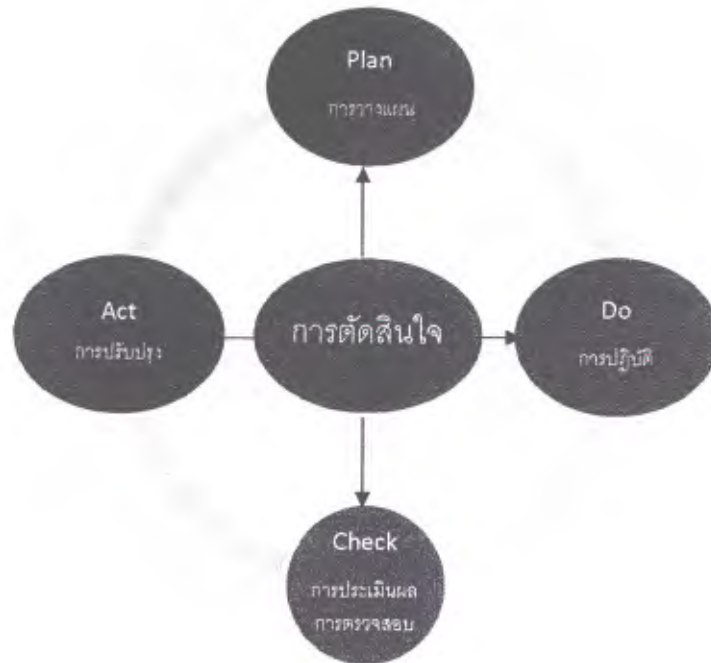 Plan
การวางแผน
Act
การปรับปรุง
การตัดสินใจ
Do
การปฏิบัติ
Check
การประเมินผล
การตรวจสอบ